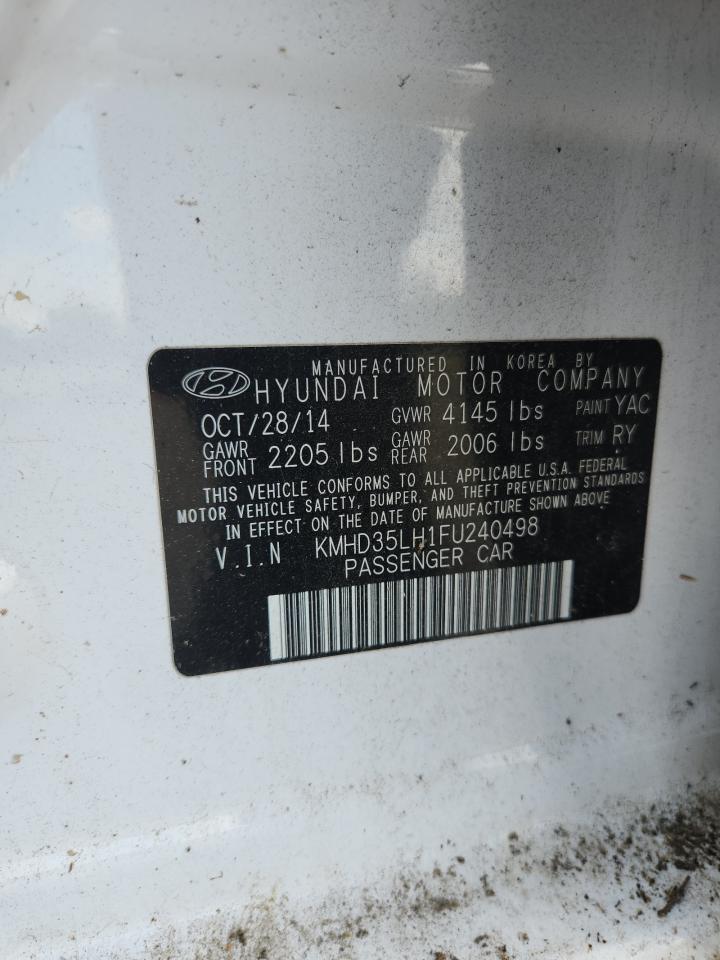 MANUFACTURED IN KOREA BY
HYUNDAI MOTOR COMPANY
OCT/28/14 GVWR 4145 lbs PAINT YAC
GAWR FRONT 2205 lbs GAWR REAR 2006 lbs TRIM RY
THIS VEHICLE CONFORMS TO ALL APPLICABLE U.S.A. FEDERAL
MOTOR VEHICLE SAFETY, BUMPER, AND THEFT PREVENTION STANDARDS
IN EFFECT ON THE DATE OF MANUFACTURE SHOWN ABOVE
V.I.N KMHD35LH1FU240498
PASSENGER CAR